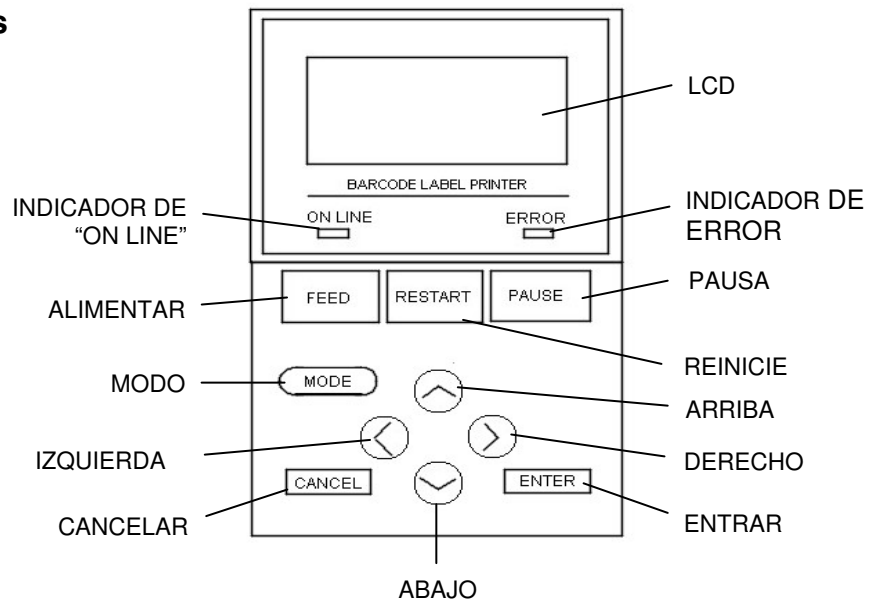 s
LCD
BARCODE LABEL PRINTER
INDICADOR DE
“ON LINE”
ON LINE
ERROR
INDICADOR DE
ERROR
ALIMENTAR
FEED
RESTART
PAUSE
PAUSA
REINICIE
MODO
MODE
ARRIBA
IZQUIERDA
DERECHO
CANCEL
ENTER
CANCELAR
ENTRAR
ABAJO